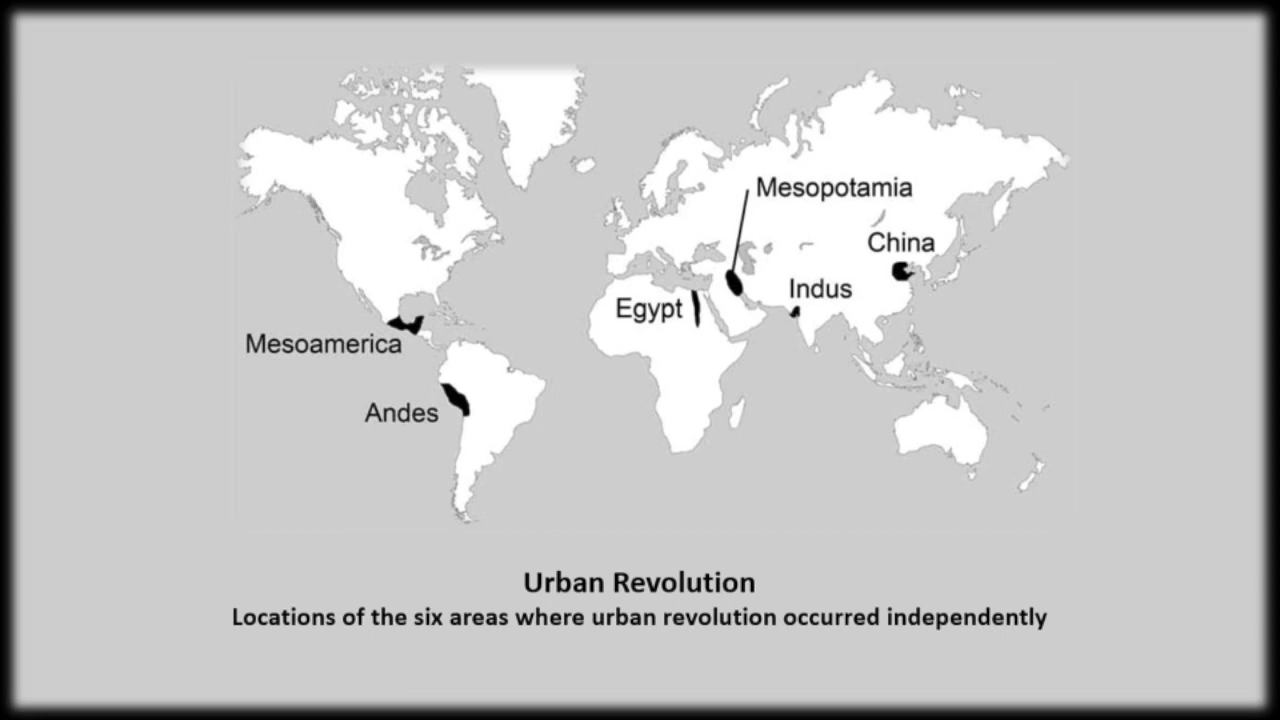 Mesopotamia
China
Indus
Egypt
Mesoamerica
Andes
Urban Revolution
Locations of the six areas where urban revolution occurred independently